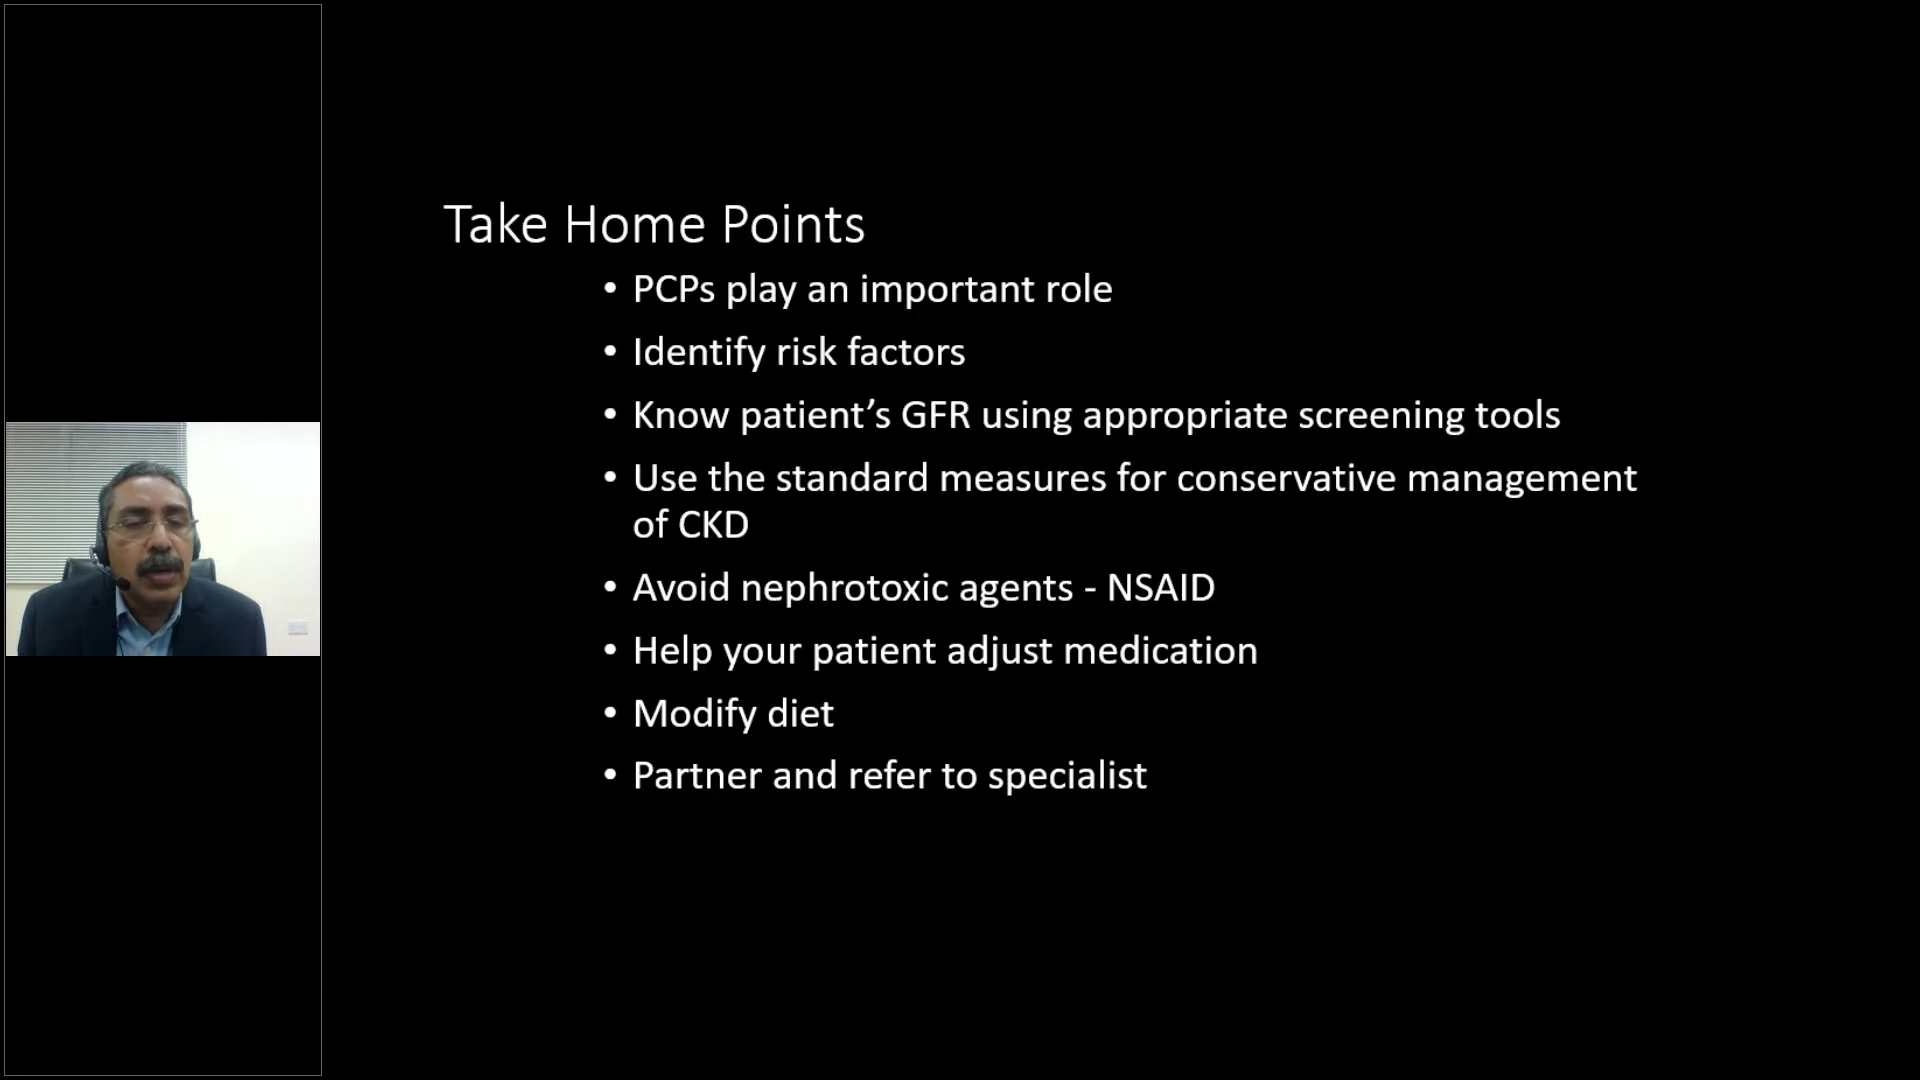 Take Home Points
• PCPs play an important role
• Identify risk factors
• Know patient’s GFR using appropriate screening tools
• Use the standard measures for conservative management
of CKD
• Avoid nephrotoxic agents - NSAID
• Help your patient adjust medication
• Modify diet
• Partner and refer to specialist